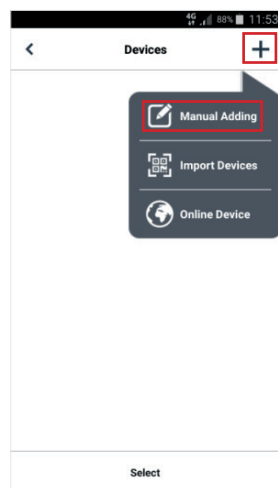 4G 88% 11:53
Devices
Manual Adding
Import Devices
Online Device
Select